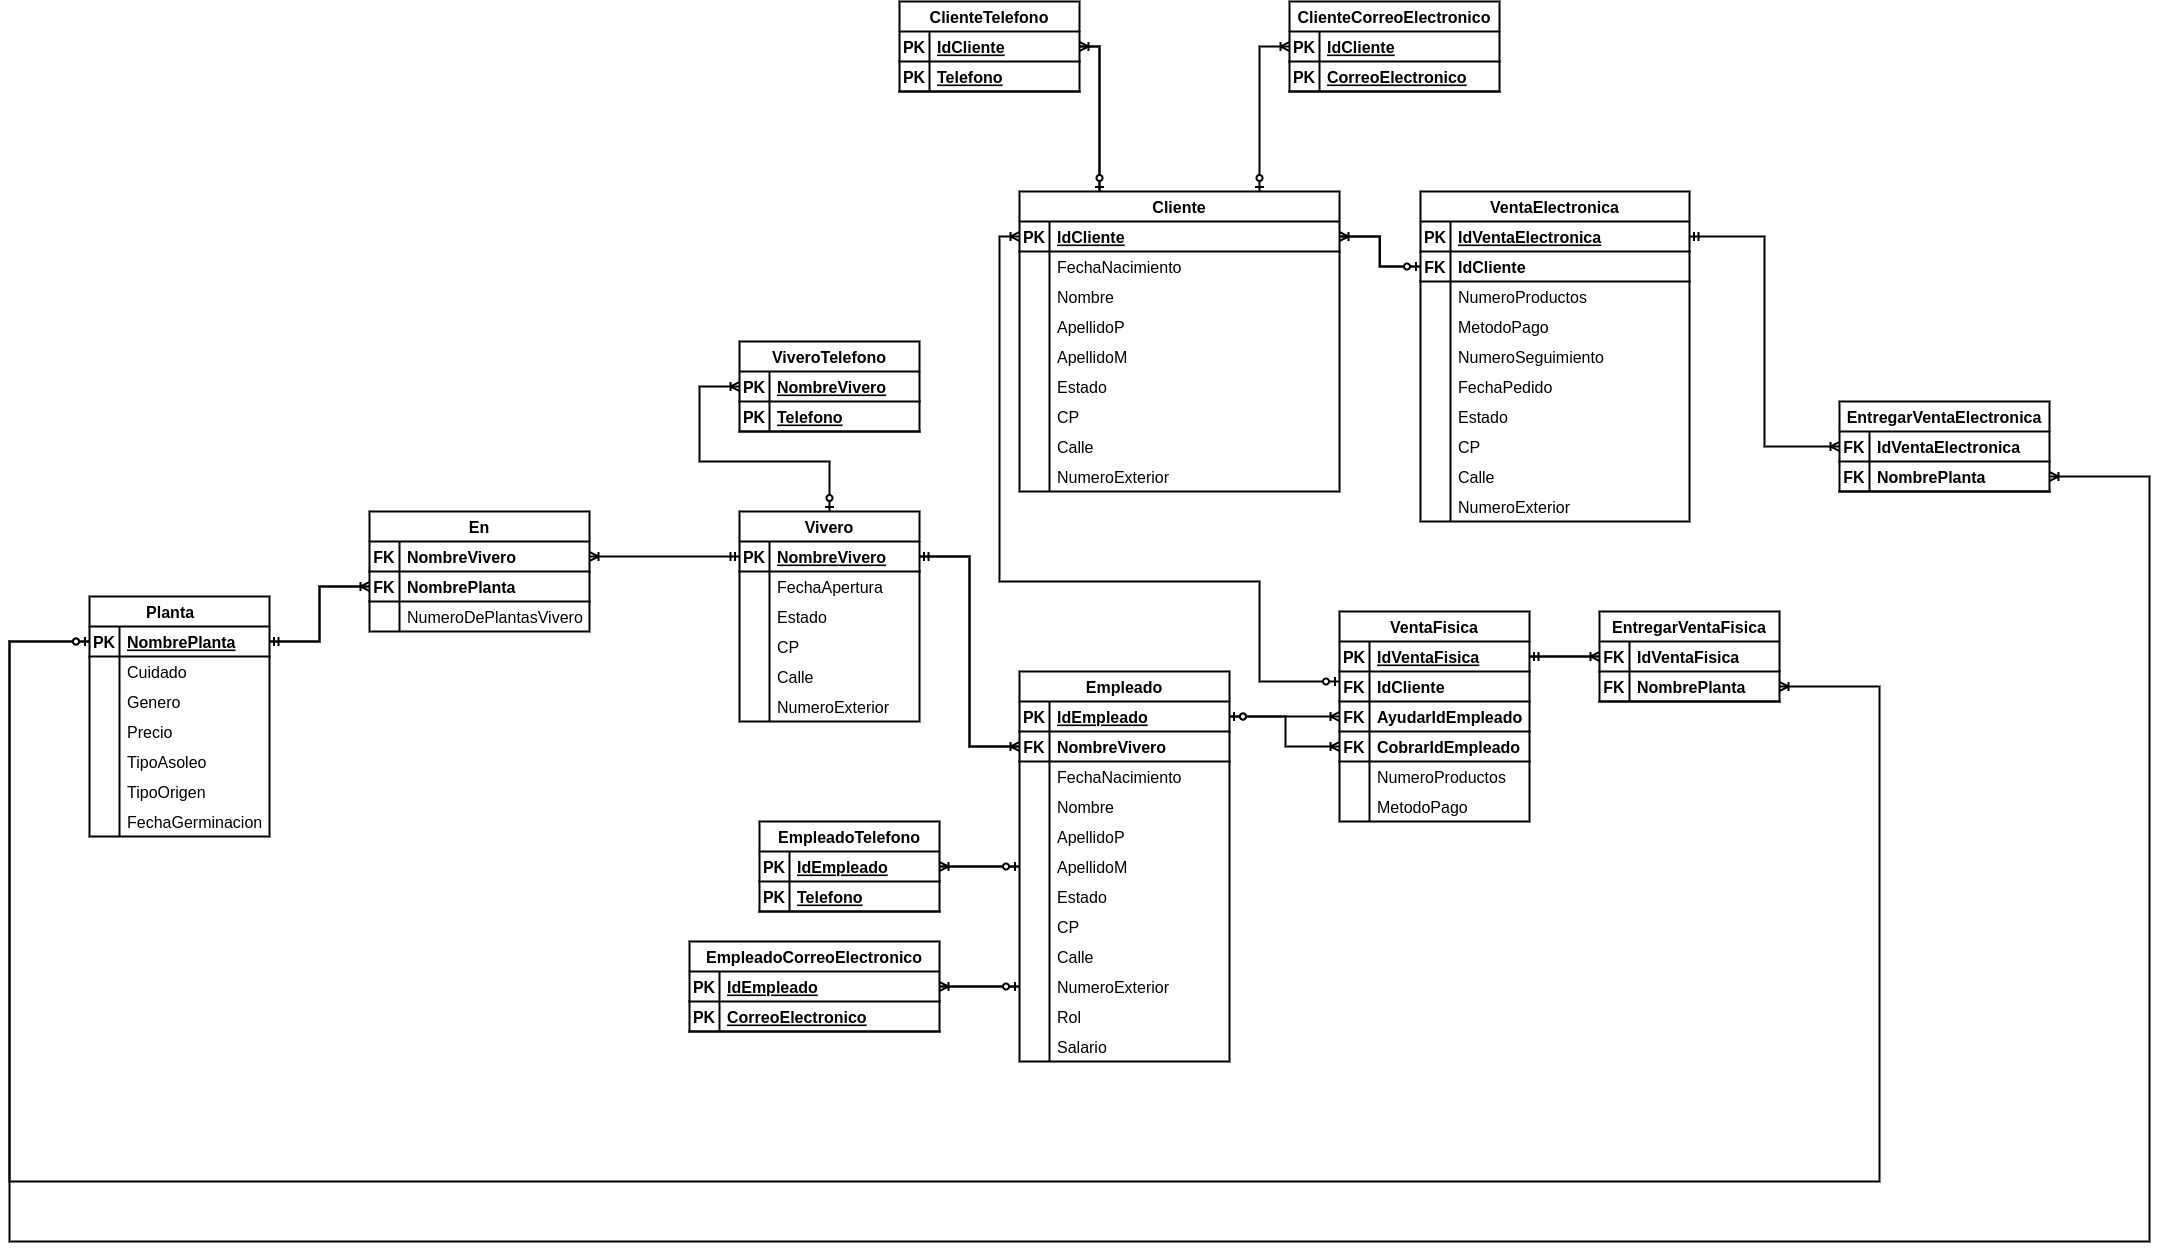 ClienteTelefono
PK IdCliente
PK Telefono
ClienteCorreoElectronico
PK IdCliente
PK CorreoElectronico
Cliente
PK IdCliente
FechaNacimiento
Nombre
ApellidoP
ApellidoM
Estado
CP
Calle
NumeroExterior
VentaElectronica
PK IdVentaElectronica
FK IdCliente
NumeroProductos
MetodoPago
NumeroSeguimiento
FechaPedido
Estado
CP
Calle
NumeroExterior
ViveroTelefono
PK NombreVivero
PK Telefono
EntregarVentaElectronica
FK IdVentaElectronica
FK NombrePlanta
En
FK NombreVivero
FK NombrePlanta
NumeroDePlantasVivero
Vivero
PK NombreVivero
FechaApertura
Estado
CP
Calle
NumeroExterior
Planta
PK NombrePlanta
Cuidado
Genero
Precio
TipoAsoleo
TipoOrigen
FechaGerminacion
VentaFisica
PK IdVentaFisica
FK IdCliente
FK AyudarIdEmpleado
FK CobrarIdEmpleado
NumeroProductos
MetodoPago
EntregarVentaFisica
FK IdVentaFisica
FK NombrePlanta
Empleado
PK IdEmpleado
FK NombreVivero
FechaNacimiento
Nombre
ApellidoP
ApellidoM
Estado
CP
Calle
NumeroExterior
Rol
Salario
EmpleadoTelefono
PK IdEmpleado
PK Telefono
EmpleadoCorreoElectronico
PK IdEmpleado
PK CorreoElectronico